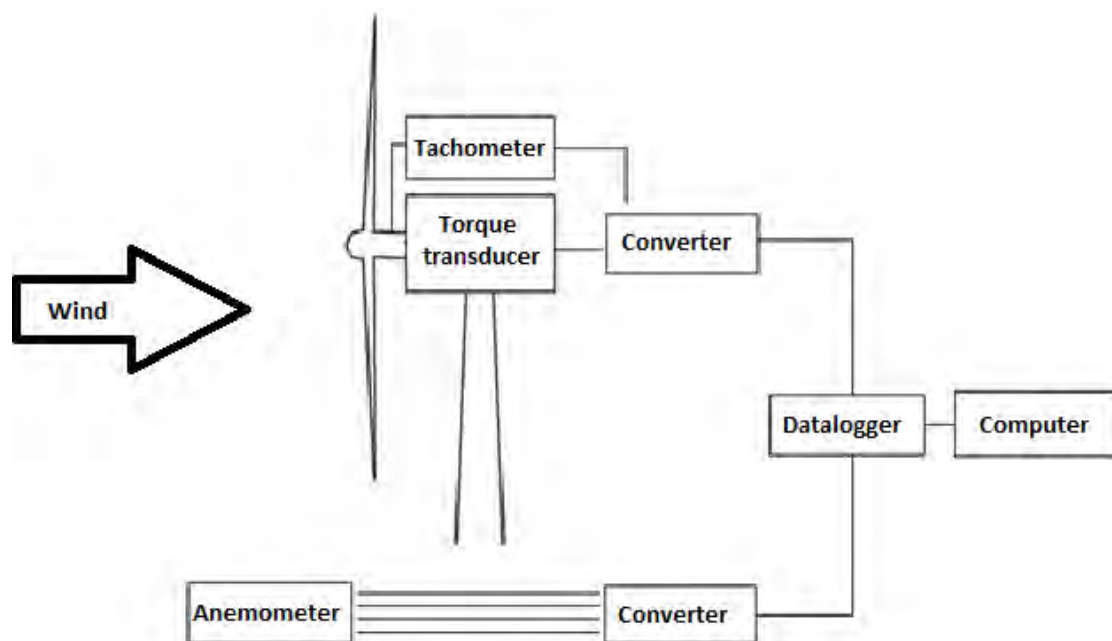 Tachometer
Torque
transducer
Converter
Wind
Datalogger
Computer
Anemometer
Converter